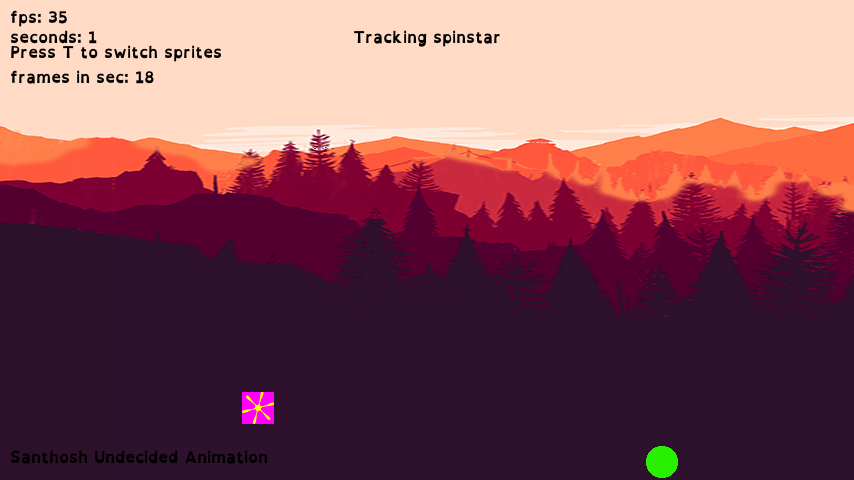 fps: 35
seconds: 1
Press T to switch sprites
frames in sec: 18
Tracking spinstar
Santhosh Undecided Animation